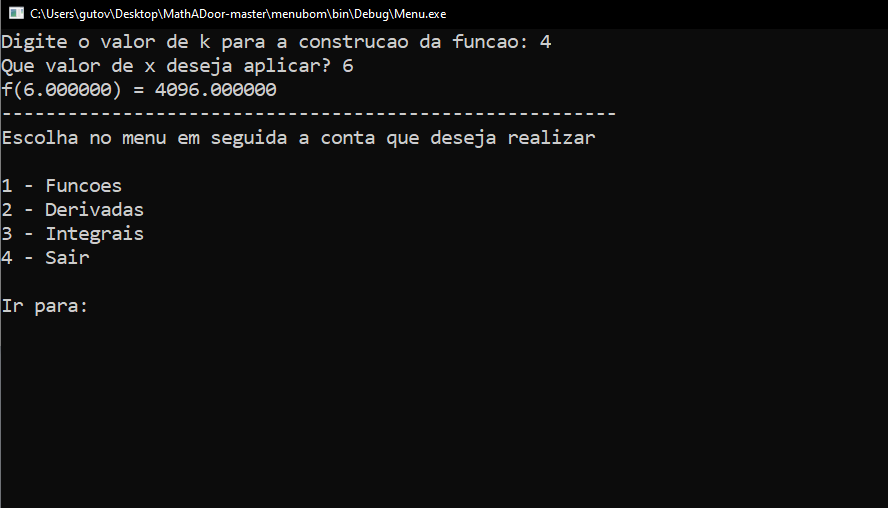 C:\Users\gutov\Desktop\MathADoor-master\menubom\bin\Debug\Menu.exe
Digite o valor de k para a construcao da funcao: 4
Que valor de x deseja aplicar? 6
f(6.000000) = 4096.000000
--------------------------------------------------------
Escolha no menu em seguida a conta que deseja realizar
1 - Funcoes
2 - Derivadas
3 - Integrais
4 - Sair
Ir para: